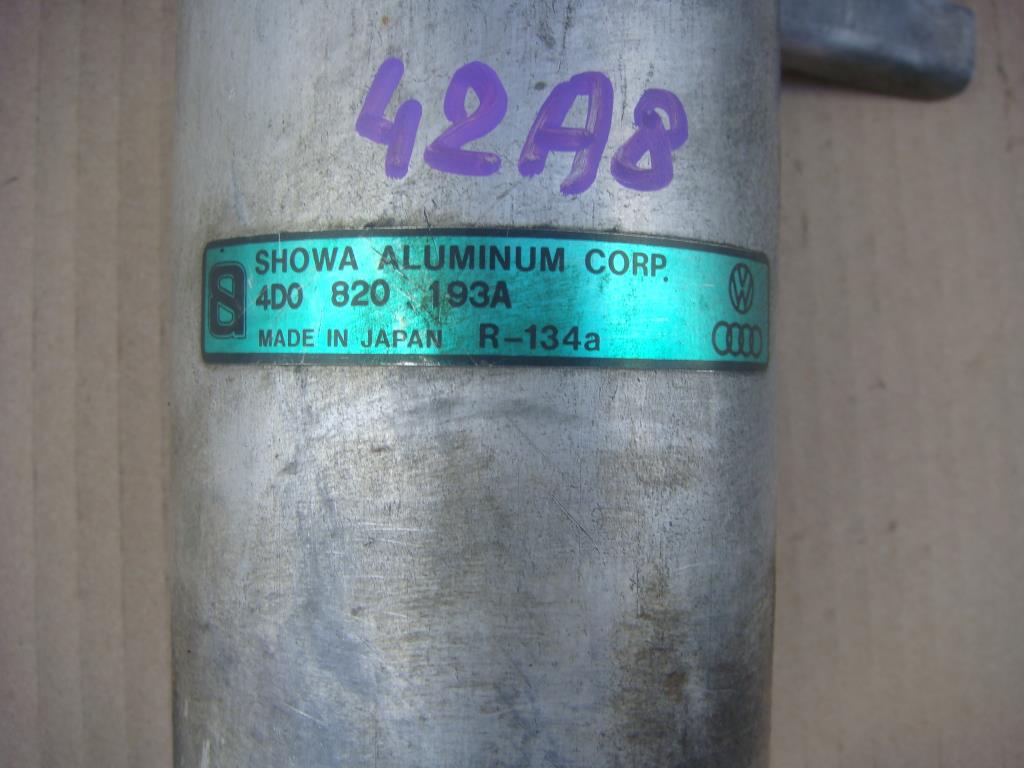 42A8
SHOWA ALUMINUM CORP.
4D0 820 193A
MADE IN JAPAN R-134a